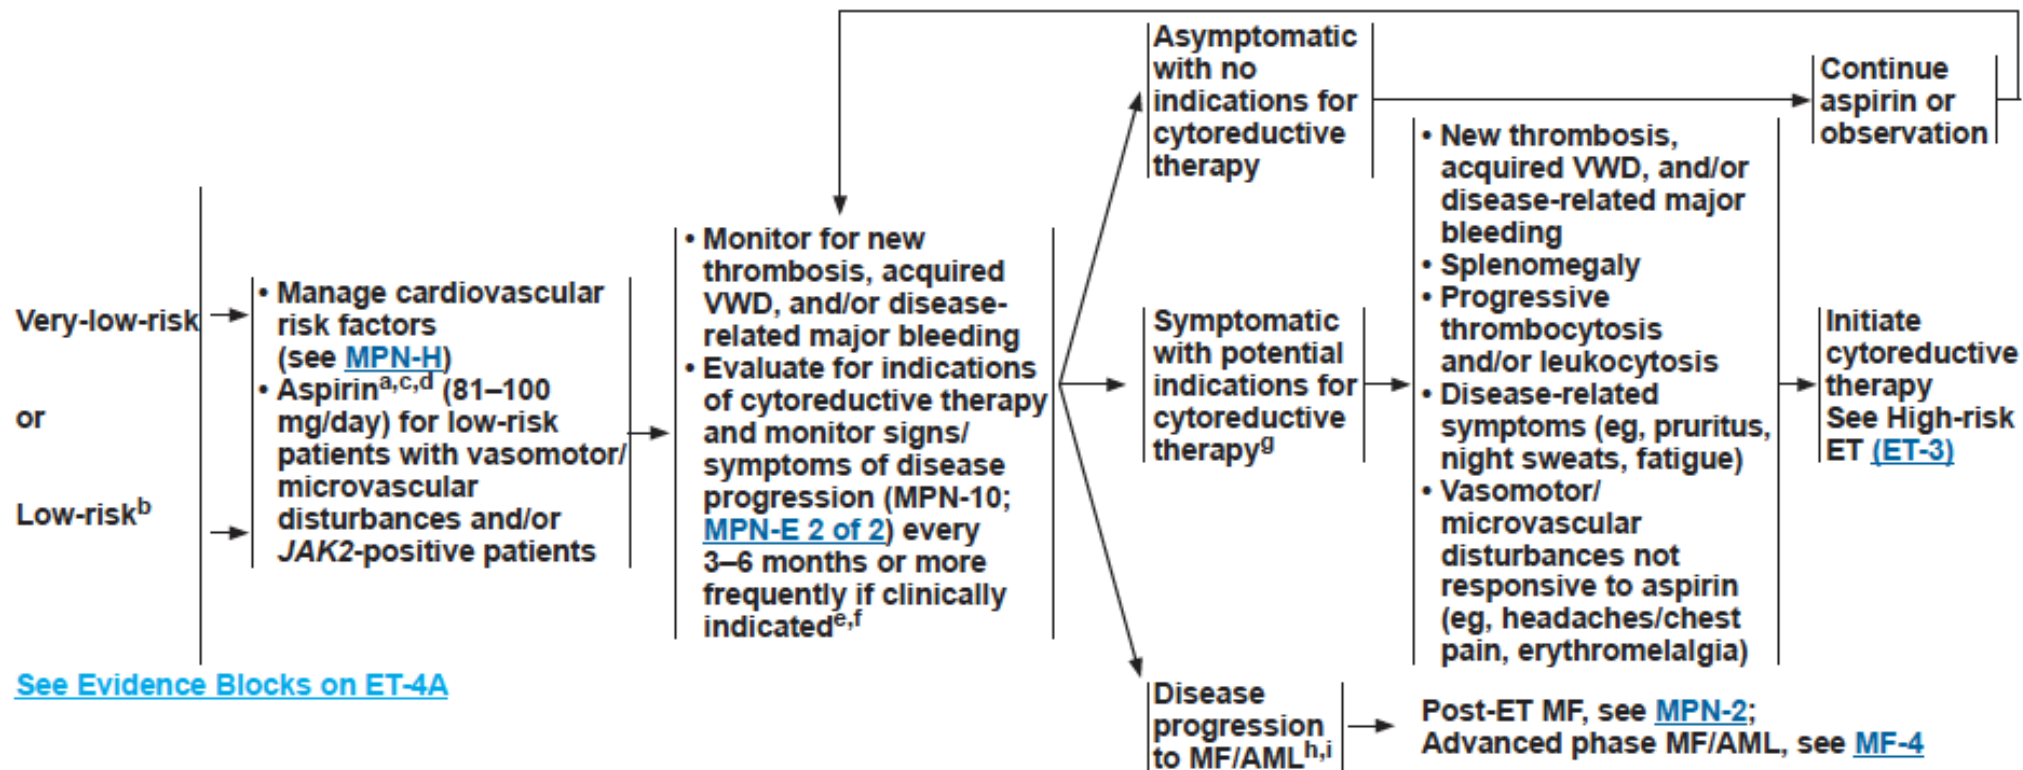 Very-low-risk
or
Low-riskb
See Evidence Blocks on ET-4A
• Manage cardiovascular
risk factors
(see MPN-H)
• Aspirina,c,d (81–100
mg/day) for low-risk
patients with vasomotor/
microvascular
disturbances and/or
JAK2-positive patients
• Monitor for new
thrombosis, acquired
VWD, and/or disease-
related major bleeding
• Evaluate for indications
of cytoreductive therapy
and monitor signs/
symptoms of disease
progression (MPN-10;
MPN-E 2 of 2) every
3–6 months or more
frequently if clinically
indicatede,f
Asymptomatic
with no
indications for
cytoreductive
therapy
Continue
aspirin or
observation
Symptomatic
with potential
indications for
cytoreductive
therapyg
• New thrombosis,
acquired VWD, and/or
disease-related major
bleeding
• Splenomegaly
• Progressive
thrombocytosis
and/or leukocytosis
• Disease-related
symptoms (eg, pruritus,
night sweats, fatigue)
• Vasomotor/
microvascular
disturbances not
responsive to aspirin
(eg, headaches/chest
pain, erythromelalgia)
Initiate
cytoreductive
therapy
See High-risk
ET (ET-3)
Disease
progression
to MF/AMLh,i
Post-ET MF, see MPN-2;
Advanced phase MF/AML, see MF-4